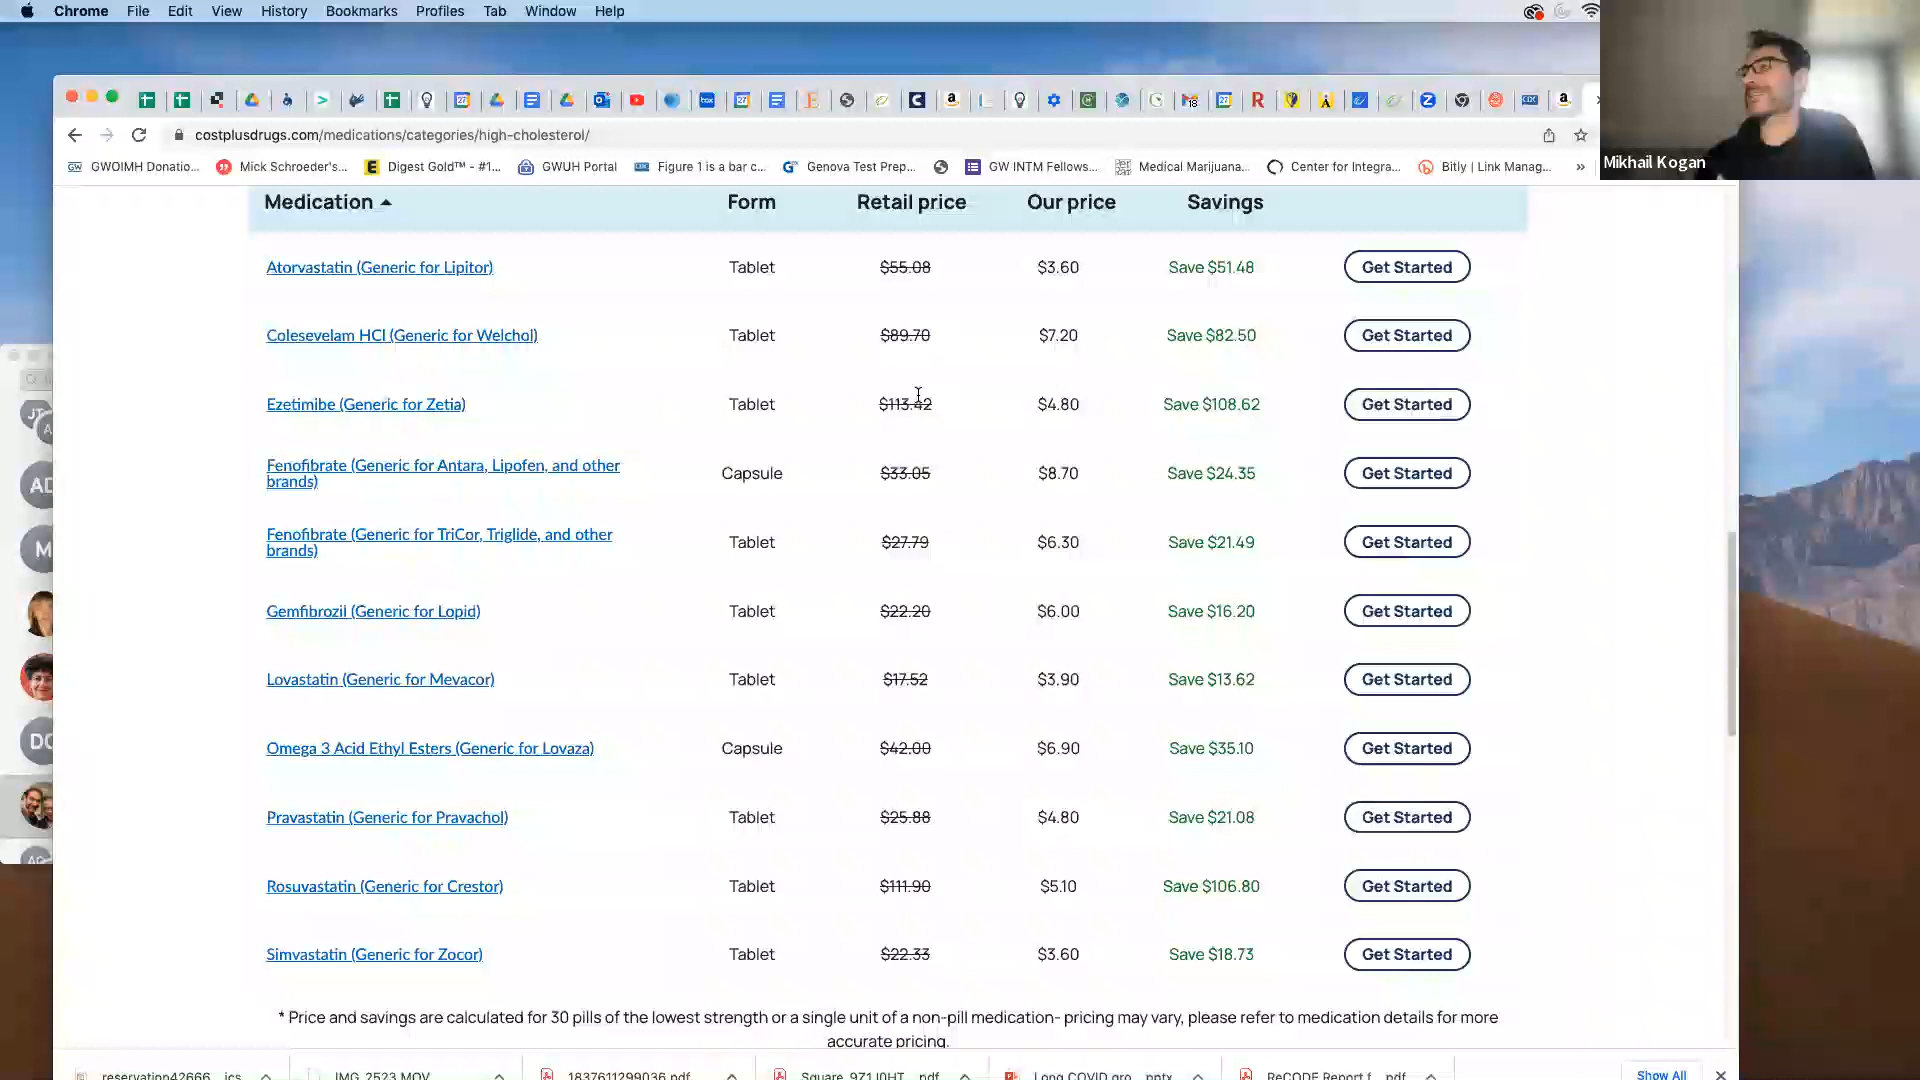 Chrome File Edit View History Bookmarks Profiles Tab Window Help
costplusdrugs.com/medications/categories/high-cholesterol/
GWOIMH Donatio... Mick Schroeder's... Digest Gold™ - #1... GWUH Portal Figure 1 is a bar c... Genova Test Prep... GW INTM Fellows... Medical Marijuana... Center for Integra... Bitly | Link Manag... »
Mikhail Kogan
Medication Form Retail price Our price Savings
Atorvastatin (Generic for Lipitor) Tablet $55.08 $3.60 Save $51.48 Get Started
Colesevelam HCl (Generic for Welchol) Tablet $89.70 $7.20 Save $82.50 Get Started
Ezetimibe (Generic for Zetia) Tablet $113.42 $4.80 Save $108.62 Get Started
Fenofibrate (Generic for Antara, Lipofen, and other
brands) Capsule $33.05 $8.70 Save $24.35 Get Started
Fenofibrate (Generic for TriCor, Triglide, and other
brands) Tablet $27.79 $6.30 Save $21.49 Get Started
Gemfibrozil (Generic for Lopid) Tablet $22.20 $6.00 Save $16.20 Get Started
Lovastatin (Generic for Mevacor) Tablet $17.52 $3.90 Save $13.62 Get Started
Omega 3 Acid Ethyl Esters (Generic for Lovaza) Capsule $42.00 $6.90 Save $35.10 Get Started
Pravastatin (Generic for Pravachol) Tablet $25.88 $4.80 Save $21.08 Get Started
Rosuvastatin (Generic for Crestor) Tablet $111.90 $5.10 Save $106.80 Get Started
Simvastatin (Generic for Zocor) Tablet $22.33 $3.60 Save $18.73 Get Started
* Price and savings are calculated for 30 pills of the lowest strength or a single unit of a non-pill medication- pricing may vary, please refer to medication details for more
accurate pricing.
reservation42666....ics IMG_2523.MOV 1837611299036.pdf Long COVID gro....pptx ReCODE Report f....pdf Show All